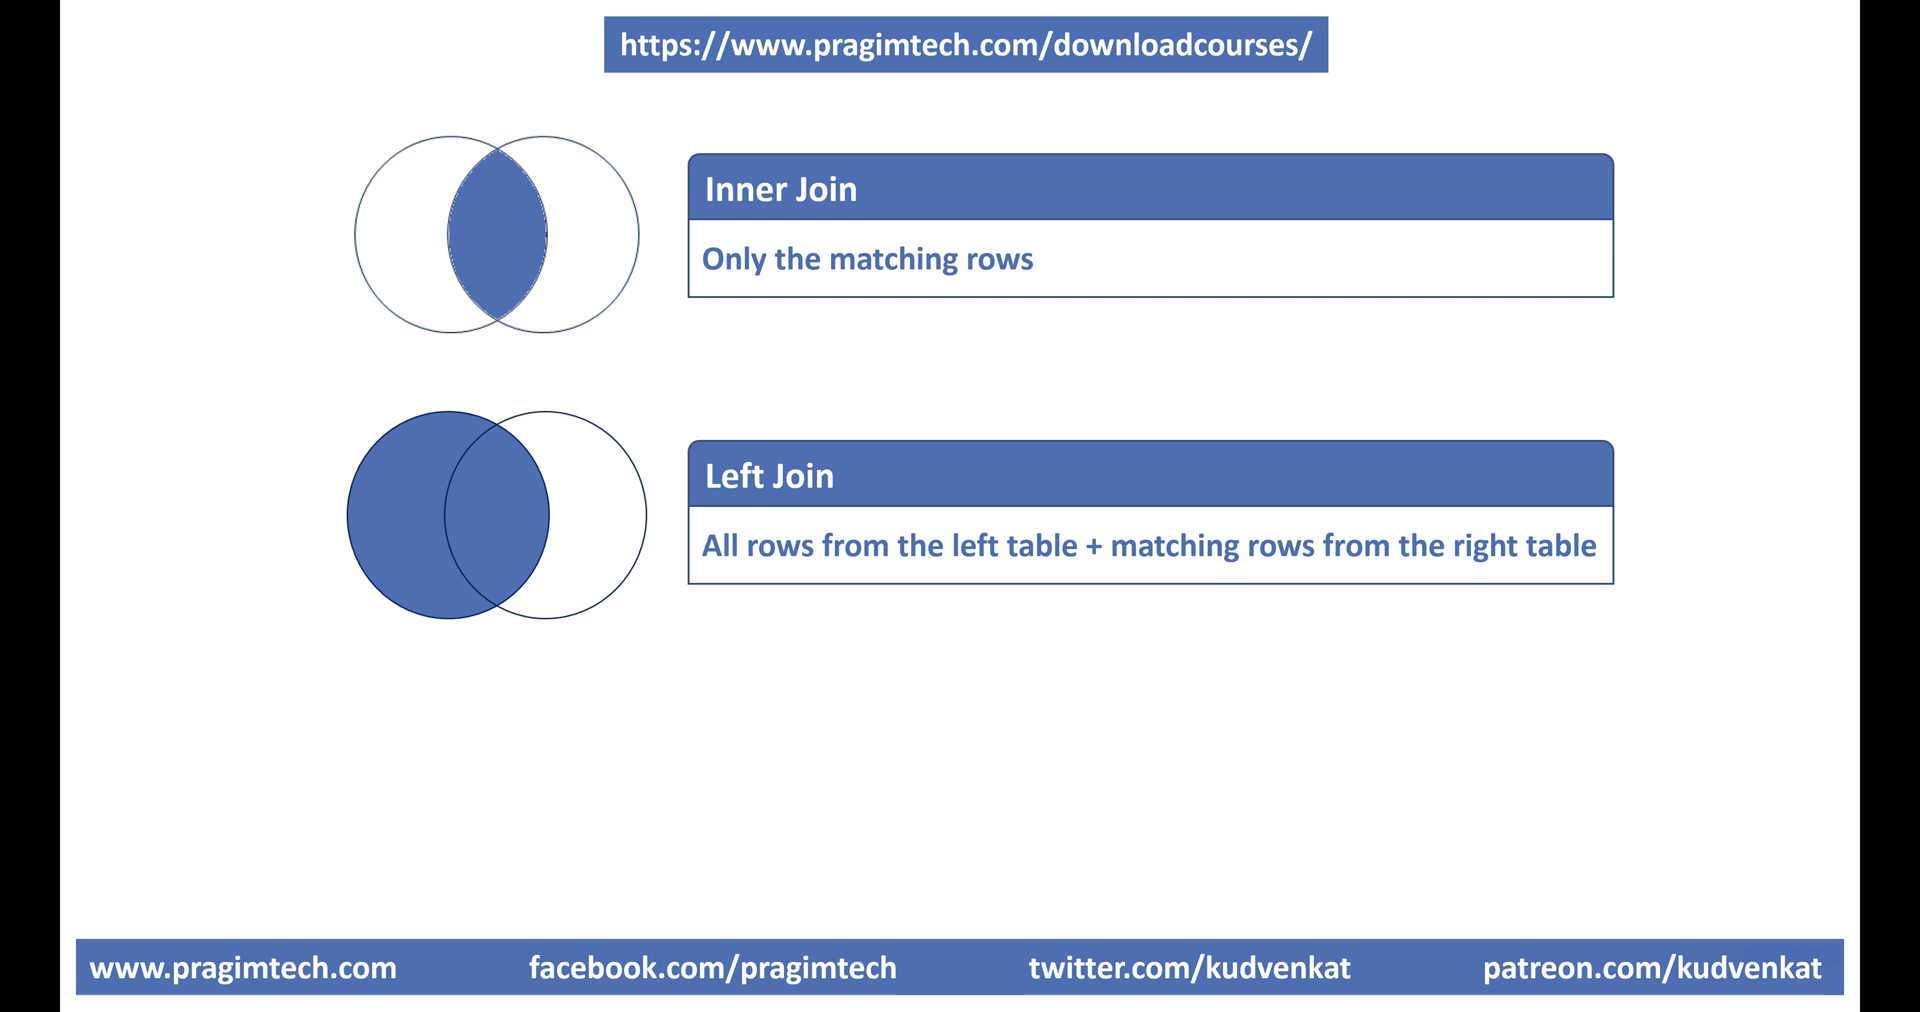 https://www.pragimtech.com/downloadcourses/
Inner Join
Only the matching rows
Left Join
All rows from the left table + matching rows from the right table
www.pragimtech.com facebook.com/pragimtech twitter.com/kudvenkat patreon.com/kudvenkat